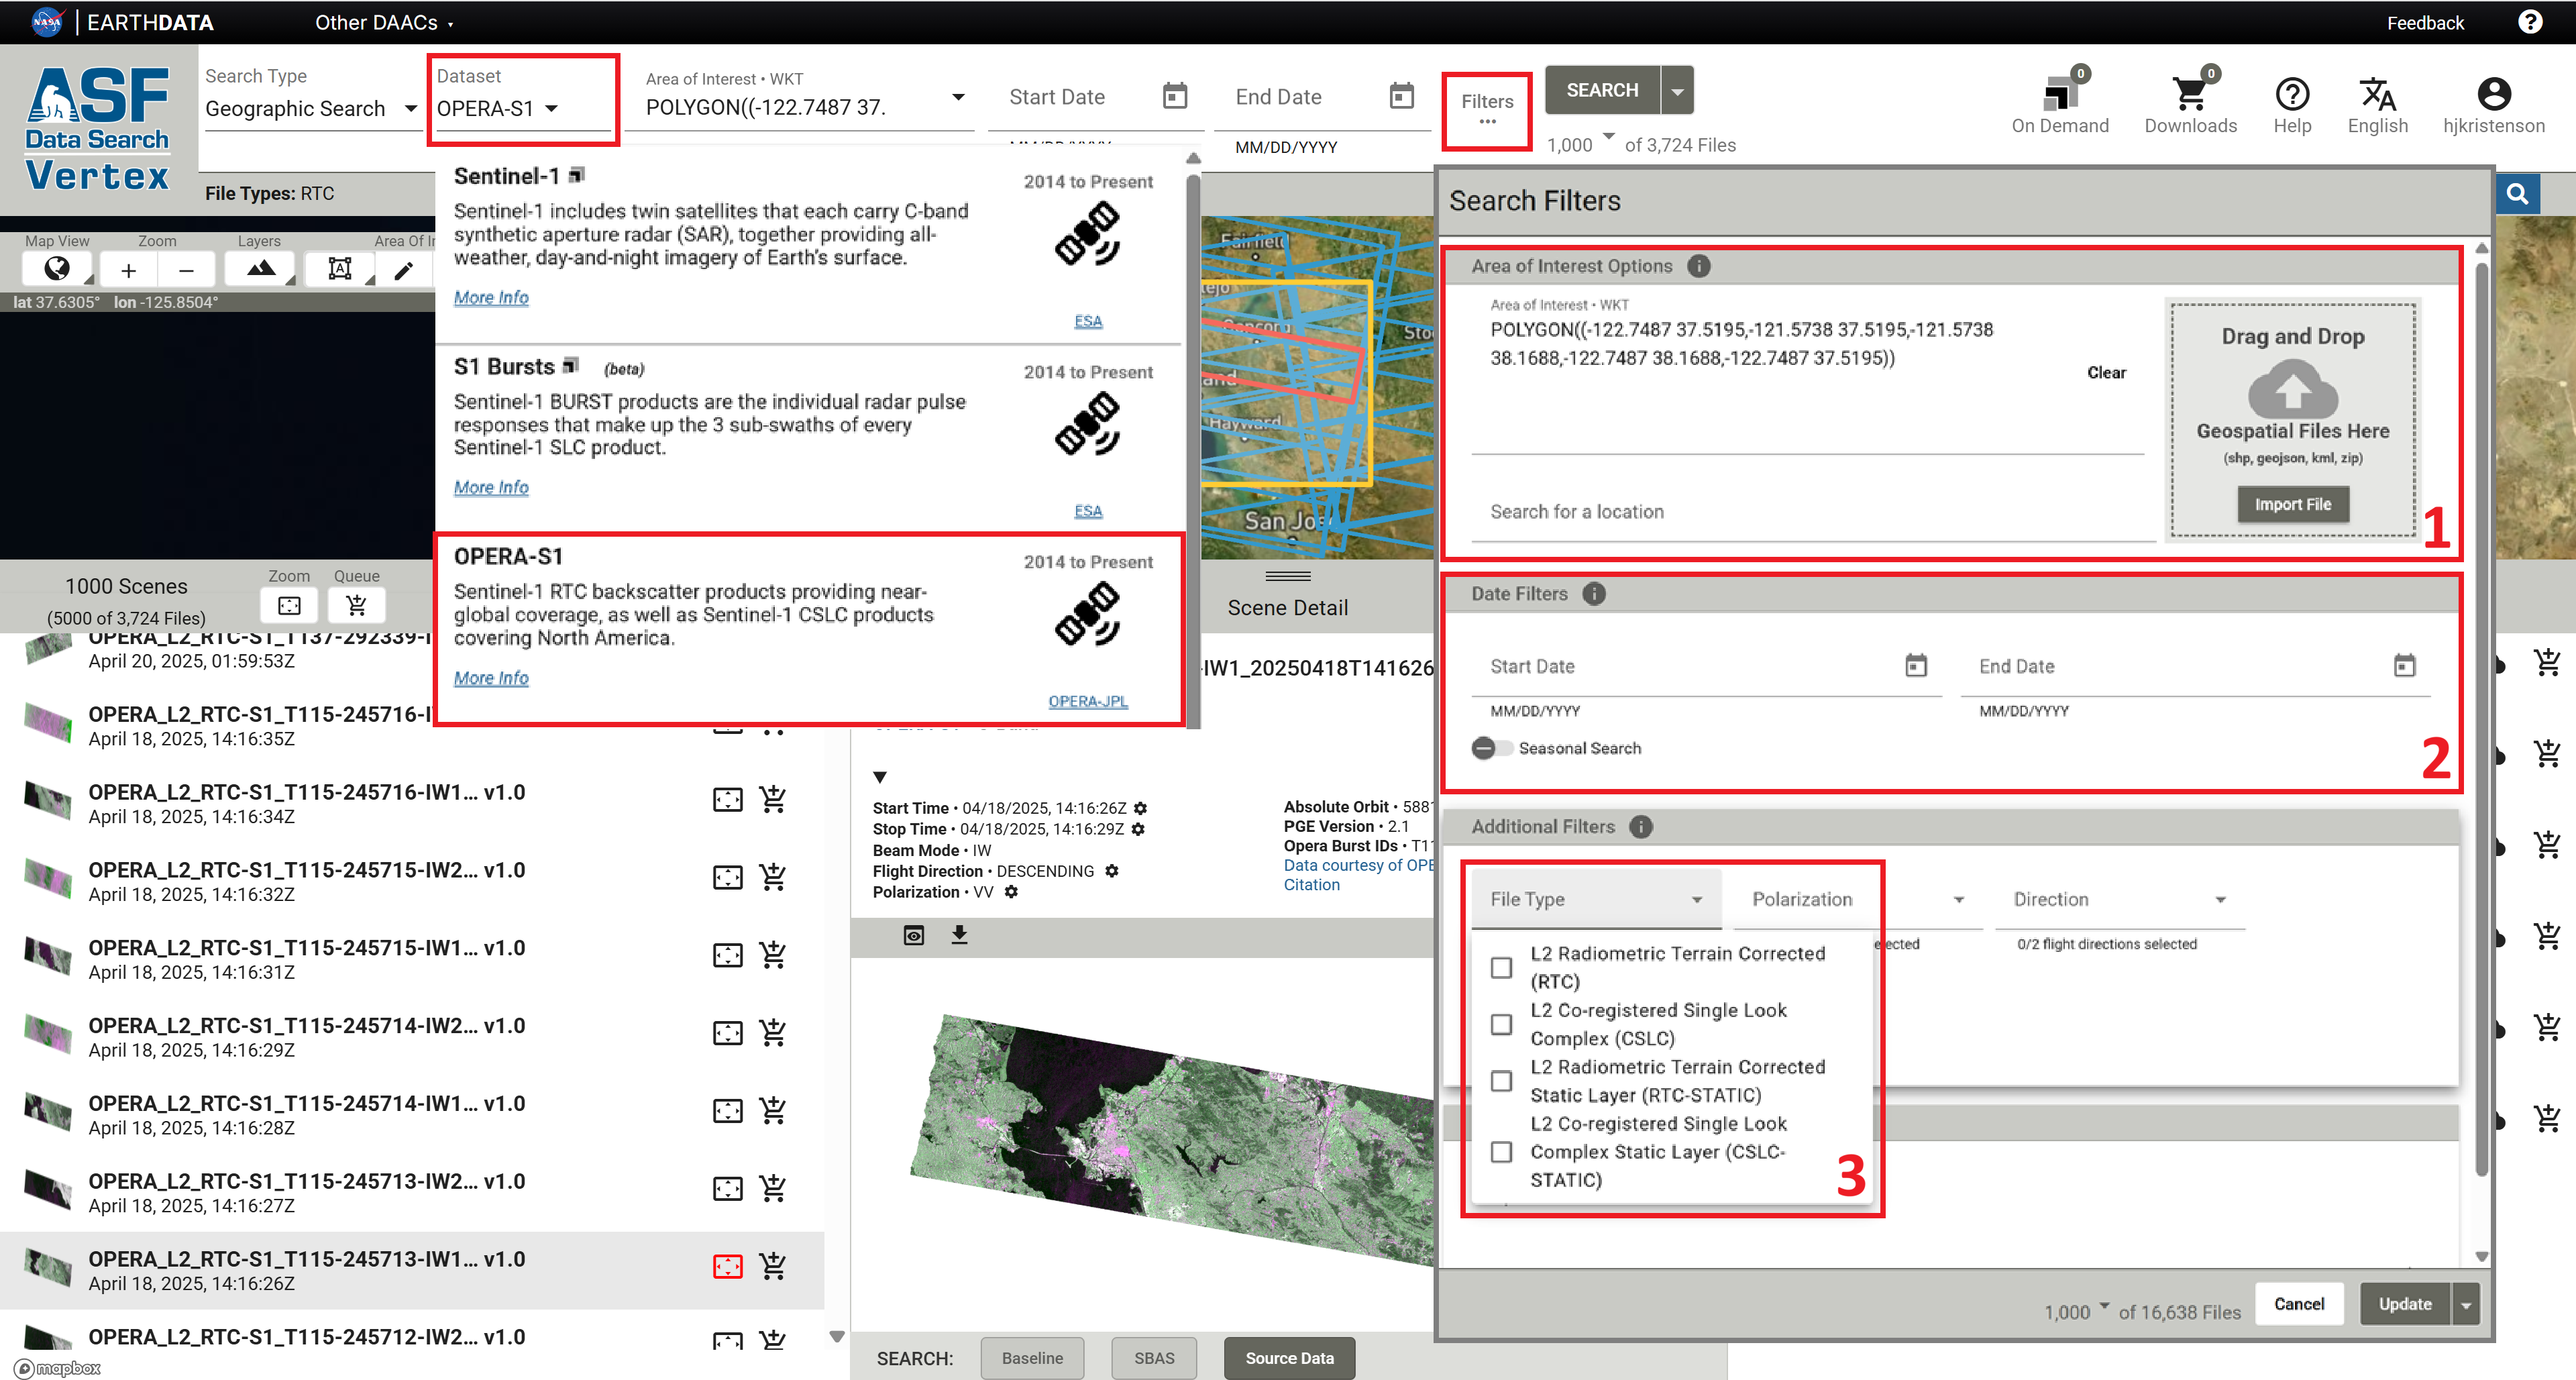 NASA
EARTHDATA
Other DAACs
Feedback
ASF
Data Search
Vertex
Search Type
Geographic Search
Dataset
OPERA-S1
Area of Interest • WKT
POLYGON((-122.7487 37.
Start Date
End Date
MM/DD/YYYY
Filters
SEARCH
1,000 of 3,724 Files
0
On Demand
0
Downloads
Help
English
hjkristenson
File Types: RTC
Map View
Zoom
Layers
Area Of
lat 37.6305° lon -125.8504°
Sentinel-1
2014 to Present
Sentinel-1 includes twin satellites that each carry C-band
synthetic aperture radar (SAR), together providing all-
weather, day-and-night imagery of Earth's surface.
More Info
ESA
S1 Bursts (beta)
2014 to Present
Sentinel-1 BURST products are the individual radar pulse
responses that make up the 3 sub-swaths of every
Sentinel-1 SLC product.
More Info
ESA
OPERA-S1
2014 to Present
Sentinel-1 RTC backscatter products providing near-
global coverage, as well as Sentinel-1 CSLC products
covering North America.
More Info
OPERA-JPL
Fairfield
Concord
Hayward
San Jo
Sto
1000 Scenes
(5000 of 3,724 Files)
Zoom
Queue
Scene Detail
OPERA_L2_RTC-S1_T137-292339-I
April 20, 2025, 01:59:53Z
OPERA_L2_RTC-S1_T115-245716-I
April 18, 2025, 14:16:35Z
OPERA_L2_RTC-S1_T115-245716-IW1... v1.0
April 18, 2025, 14:16:34Z
OPERA_L2_RTC-S1_T115-245715-IW2... v1.0
April 18, 2025, 14:16:32Z
OPERA_L2_RTC-S1_T115-245715-IW1... v1.0
April 18, 2025, 14:16:31Z
OPERA_L2_RTC-S1_T115-245714-IW2... v1.0
April 18, 2025, 14:16:29Z
OPERA_L2_RTC-S1_T115-245714-IW1... v1.0
April 18, 2025, 14:16:28Z
OPERA_L2_RTC-S1_T115-245713-IW2... v1.0
April 18, 2025, 14:16:27Z
OPERA_L2_RTC-S1_T115-245713-IW1... v1.0
April 18, 2025, 14:16:26Z
OPERA_L2_RTC-S1_T115-245712-IW2... v1.0
mapbox
-IW1_20250418T141626
Start Time • 04/18/2025, 14:16:26Z
Stop Time • 04/18/2025, 14:16:29Z
Beam Mode • IW
Flight Direction • DESCENDING
Polarization • VV
Absolute Orbit • 588
PGE Version • 2.1
Opera Burst IDs • T11
Data courtesy of OPE
Citation
SEARCH:
Baseline
SBAS
Source Data
Search Filters
Area of Interest Options
Area of Interest • WKT
POLYGON((-122.7487 37.5195,-121.5738 37.5195,-121.5738
38.1688,-122.7487 38.1688,-122.7487 37.5195))
Clear
Search for a location
Drag and Drop
Geospatial Files Here
(shp, geojson, kml, zip)
Import File
1
Date Filters
Start Date
MM/DD/YYYY
End Date
MM/DD/YYYY
Seasonal Search
2
Additional Filters
File Type
Polarization
Direction
elected
0/2 flight directions selected
L2 Radiometric Terrain Corrected
(RTC)
L2 Co-registered Single Look
Complex (CSLC)
L2 Radiometric Terrain Corrected
Static Layer (RTC-STATIC)
L2 Co-registered Single Look
Complex Static Layer (CSLC-
STATIC)
3
1,000 of 16,638 Files
Cancel
Update